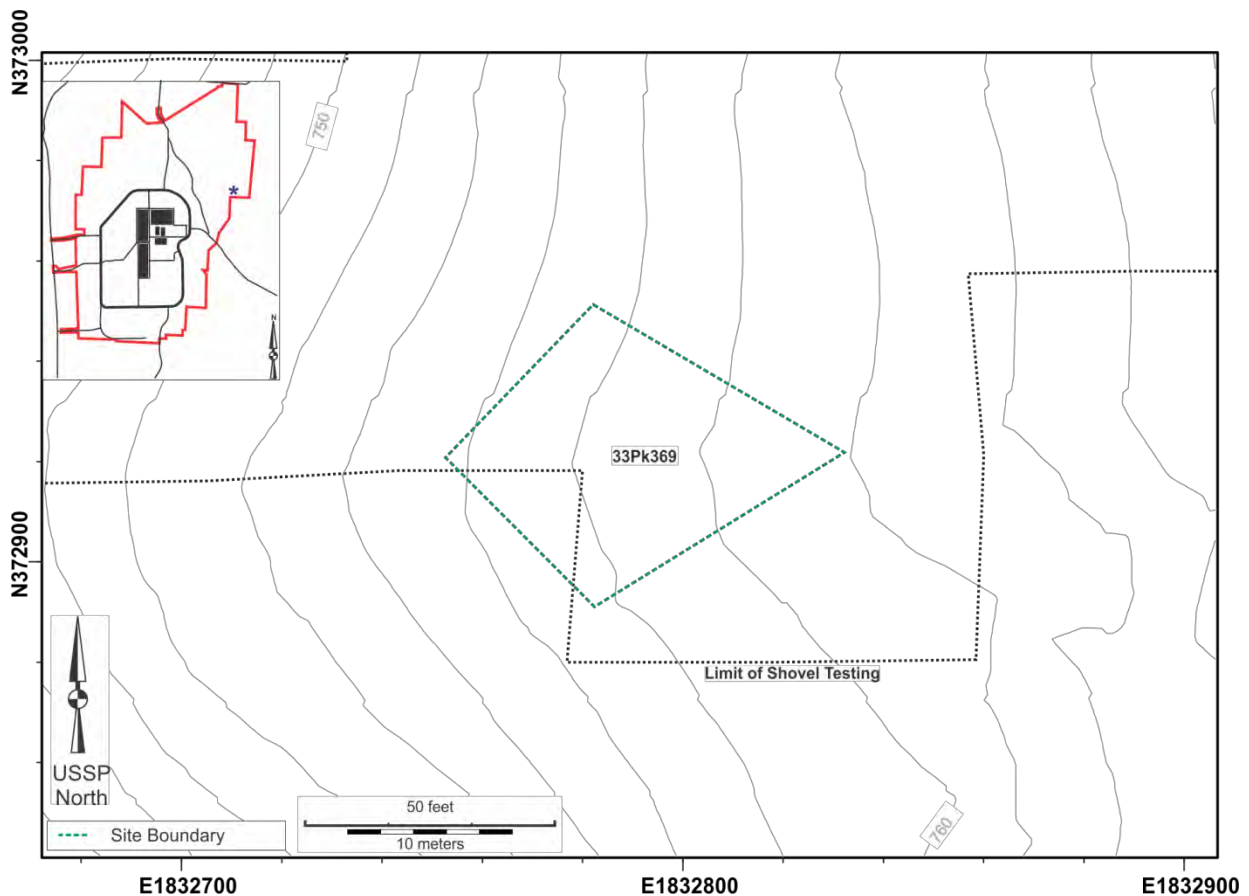 N373000
750
N
33Pk369
N372900
Limit of Shovel Testing
USSP
North
50 feet
10 meters
Site Boundary
760
E1832700
E1832800
E1832900